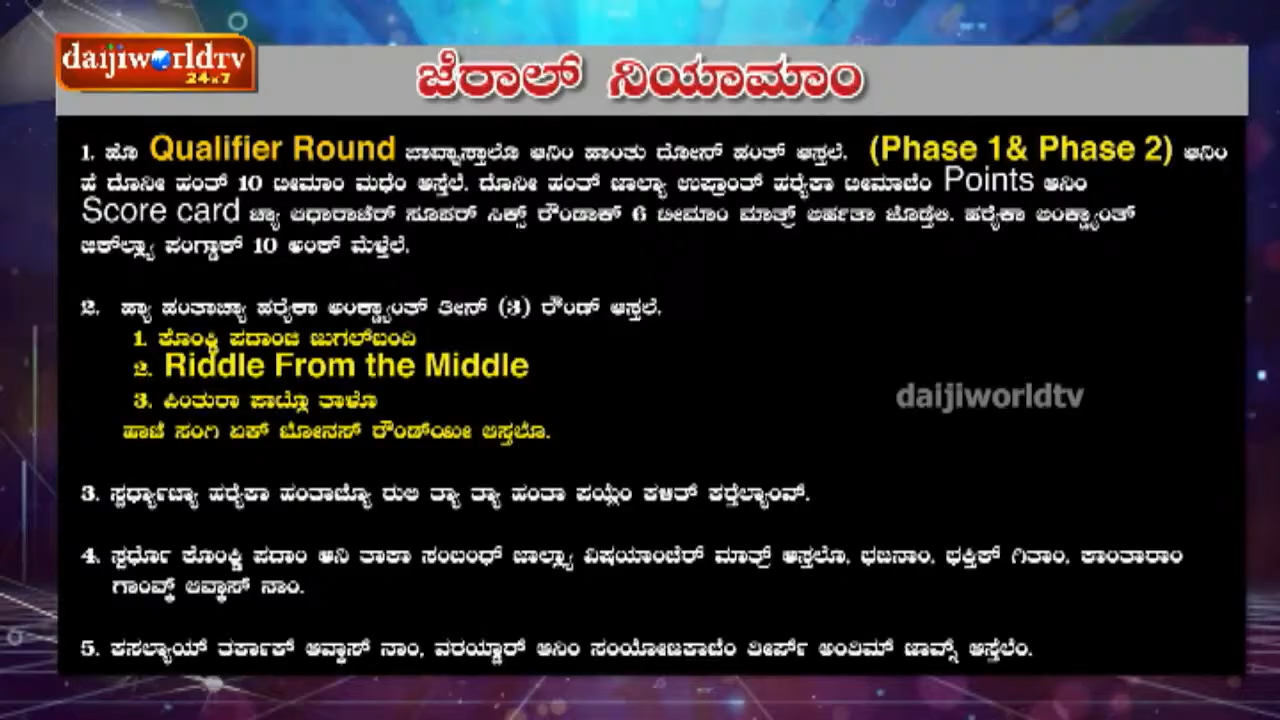 daijiworldtv
24x7
ಜೆರಾಲ್ ನಿಯಾಮಾಂ
1. ಹೊ Qualifier Round ಖಾದ್ನಾಸ್ತಾಲೊ ಆನಿಂ ಹಾಂತು ದೋನ್ ಹಂತ್ ಆಸ್ತಲೆ. (Phase 1& Phase 2) ಆನಿಂ
ಹೆ ದೊನೀ ಹಂತ್ 10 ಟೀಮಾಂ ಮಧೆಂ ಆಸ್ತೆಲೆ. ದೊನೀ ಹಂತ್ ಜಾಲ್ಯಾ ಉಪ್ರಾಂತ್ ಹರ‍್ಯೆಕಾ ಟೀಮಾಚೆಂ Points ಆನಿಂ
Score card ಚ್ಯಾ ಆಧಾರಾಚೆರ್ ಸೂಪರ್ ಸಿಕ್ಸ್ ರೌಂಡಾಕ್ 6 ಟೀಮಾಂ ಮಾತ್ರ್ ಅರ್ಹತಾ ಜೊಡ್ತೆಲಿ. ಹರ‍್ಯೆಕಾ ಅಂಕ್ಡ್ಯಾಂತ್
ಜಿಕ್‌ಲ್ಲ್ಯಾ ಪಂಗ್ಡಾಕ್ 10 ಅಂಕ್ ಮೆಳ್ತೆಲೆ.
2. ಹ್ಯಾ ಹಂತಾಚ್ಯಾ ಹರ‍್ಯೆಕಾ ಅಂಕ್ಡ್ಯಾಂತ್ ತೀನ್ (3) ರೌಂಡ್ ಆಸ್ತಲೆ.
1. ಕೊಂಕ್ಣಿ ಪದಾಂಚಿ ಜುಗಲ್‌ಬಂದಿ
2. Riddle From the Middle
3. ಪಿಂತುರಾ ಪಾಟ್ಲೊ ತಾಳೊ
ಹಾಚೆ ಸಂಗಿ ಏಕ್ ಬೋನಸ್ ರೌಂಡ್‌ಯೀ ಆಸ್ತಲೊ.
daijiworldtv
3. ಸ್ಪರ್ಧ್ಯಾಚ್ಯಾ ಹರ‍್ಯೆಕಾ ಹಂತಾಚ್ಯೊ ರುಲಿ ತ್ಯಾ ತ್ಯಾ ಹಂತಾ ಪಯ್ಲೆಂ ಕಳಿತ್ ಕರ‍್ತೆಲ್ಯಾಂವ್.
4. ಸ್ಪರ್ಧೊ ಕೊಂಕ್ಣಿ ಪದಾಂ ಆನಿ ತಾಕಾ ಸಂಬಂಧ್ ಜಾಲ್ಲ್ಯಾ ವಿಷಯಾಂಚೆರ್ ಮಾತ್ರ್ ಆಸ್ತಲೊ, ಭಜನಾಂ, ಭಕ್ತಿಕ್ ಗಿತಾಂ, ಕಾಂತಾರಾಂ
ಗಾಂವ್ಕ್ ಆವ್ಕಾಸ್ ನಾಂ.
5. ಕಸಲ್ಯಾಯ್ ತರ್ಕಾಕ್ ಆವ್ಕಾಸ್ ನಾಂ, ವರಯ್ಣಾರ್ ಆನಿಂ ಸಂಯೋಜಕಾಚೆಂ ತೀರ್ಪ್ ಅಂತಿಮ್ ಜಾವ್ನ್ ಆಸ್ತೆಲೆಂ.